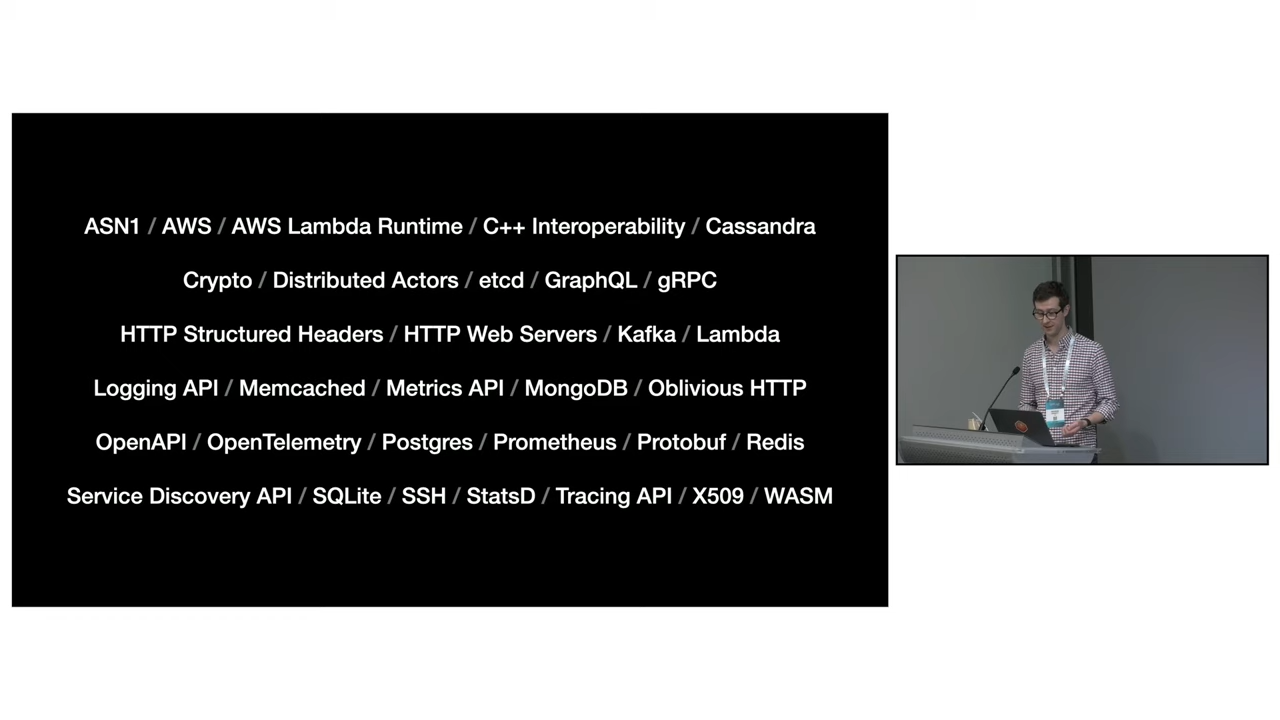 ASN1 / AWS / AWS Lambda Runtime / C++ Interoperability / Cassandra
Crypto / Distributed Actors / etcd / GraphQL / gRPC
HTTP Structured Headers / HTTP Web Servers / Kafka / Lambda
Logging API / Memcached / Metrics API / MongoDB / Oblivious HTTP
OpenAPI / OpenTelemetry / Postgres / Prometheus / Protobuf / Redis
Service Discovery API / SQLite / SSH / StatsD / Tracing API / X509 / WASM